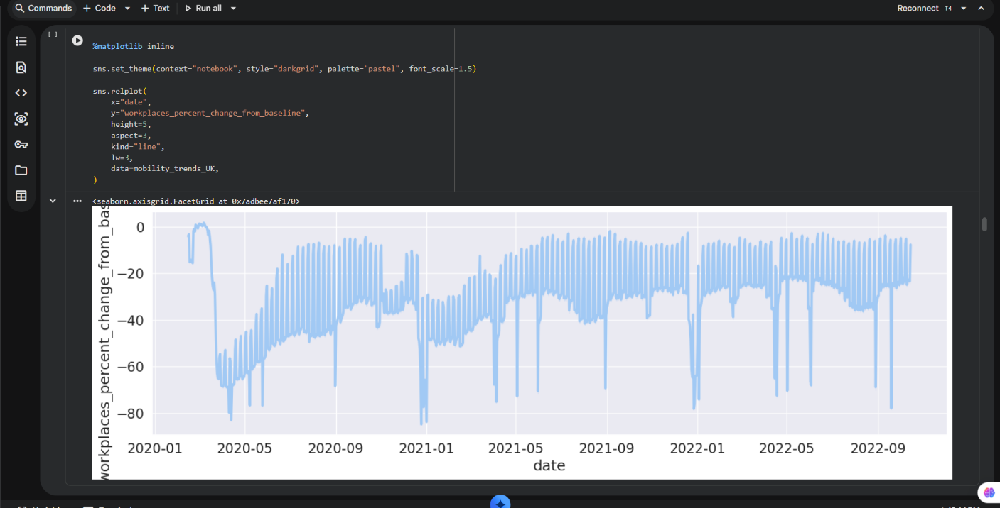 Commands + Code + Text Run all Reconnect T4
[ ]
%matplotlib inline
sns.set_theme(context="notebook", style="darkgrid", palette="pastel", font_scale=1.5)
sns.relplot(
x="date",
y="workplaces_percent_change_from_baseline",
height=5,
aspect=3,
kind="line",
lw=3,
data=mobility_trends_UK,
)
<seaborn.axisgrid.FacetGrid at 0x7adbee7af170>
workplaces_percent_change_from_bas
0
−20
−40
−60
−80
2020-01 2020-05 2020-09 2021-01 2021-05 2021-09 2022-01 2022-05 2022-09
date